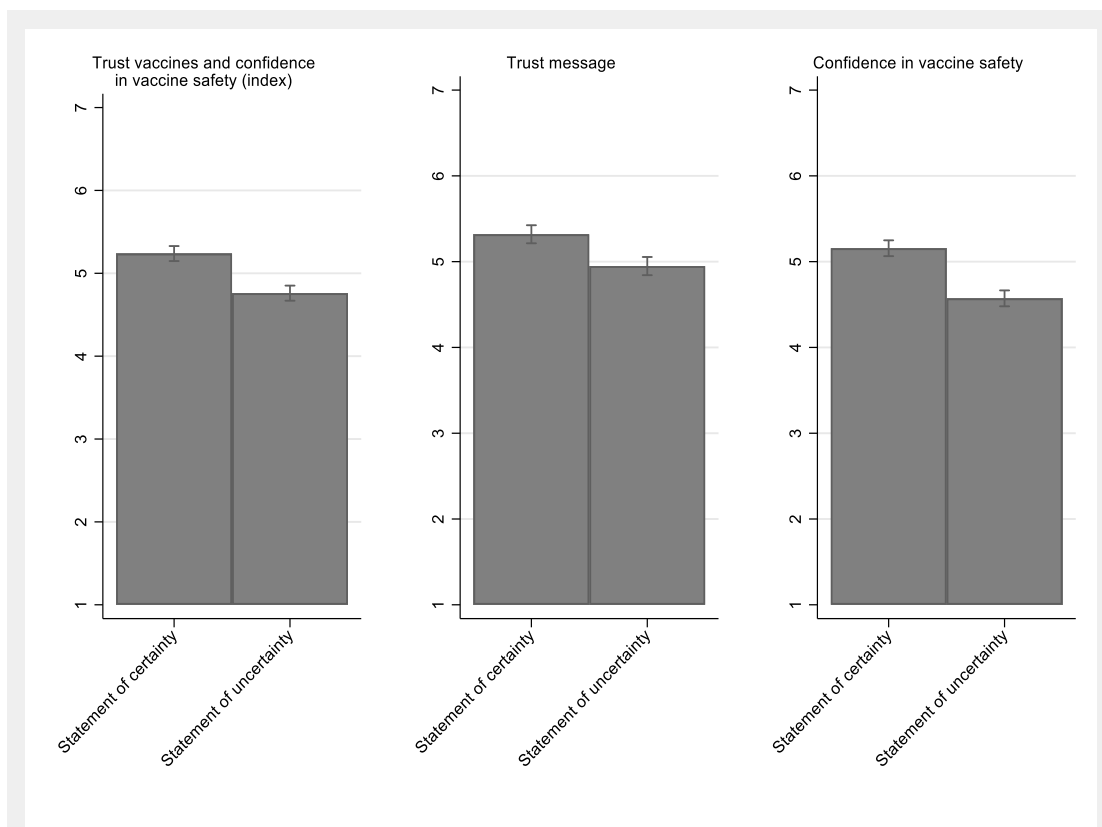 Trust vaccines and confidence
in vaccine safety (index)
7
6
5
4
3
2
1
Statement of certainty
Statement of uncertainty
Trust message
7
6
5
4
3
2
1
Statement of certainty
Statement of uncertainty
Confidence in vaccine safety
7
6
5
4
3
2
1
Statement of certainty
Statement of uncertainty